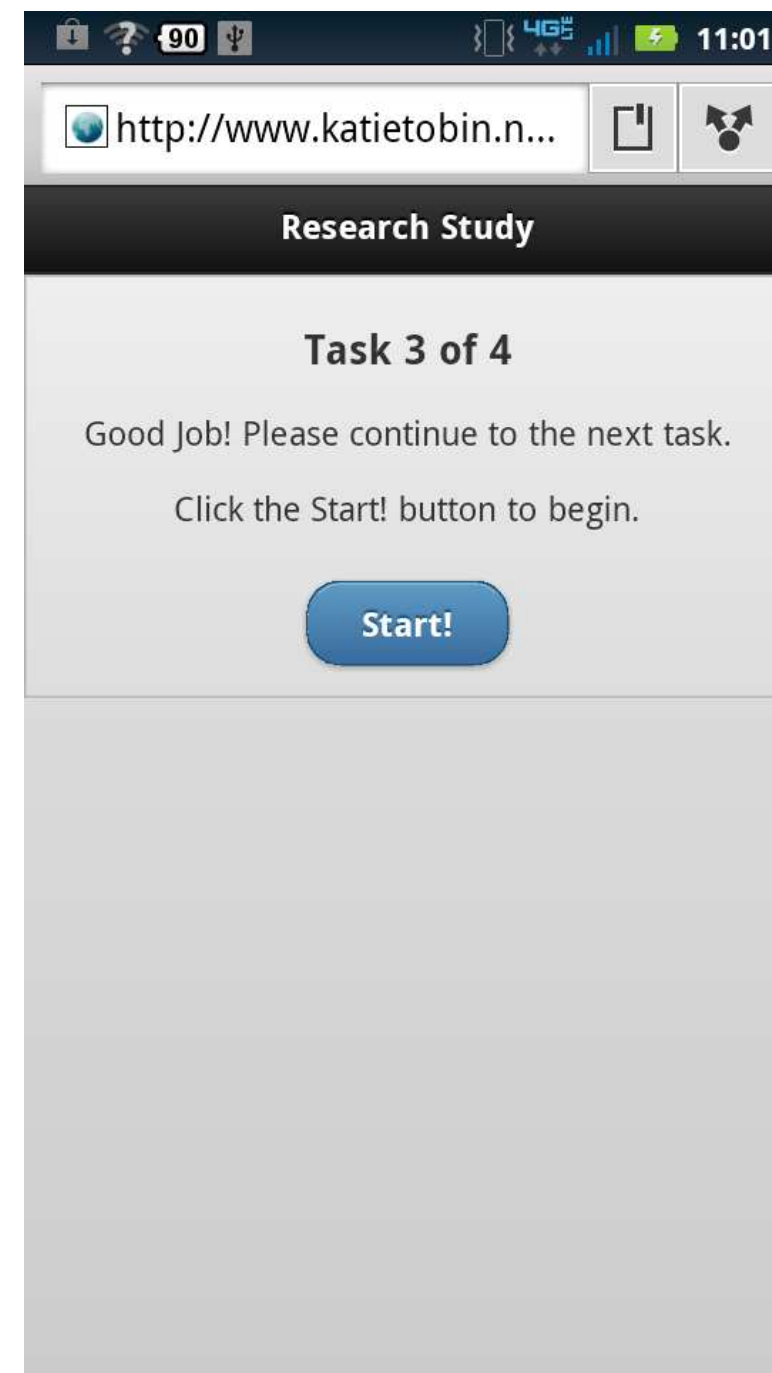 90 4G LTE 11:01
http://www.katietobin.n...
Research Study
Task 3 of 4
Good Job! Please continue to the next task.
Click the Start! button to begin.
Start!